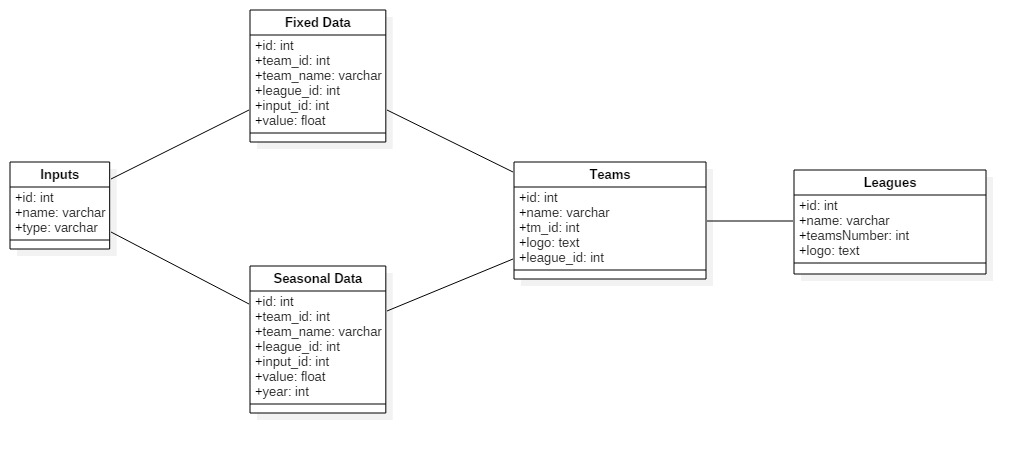 Fixed Data
+id: int
+team_id: int
+team_name: varchar
+league_id: int
+input_id: int
+value: float
Inputs
+id: int
+name: varchar
+type: varchar
Teams
+id: int
+name: varchar
+tm_id: int
+logo: text
+league_id: int
Leagues
+id: int
+name: varchar
+teamsNumber: int
+logo: text
Seasonal Data
+id: int
+team_id: int
+team_name: varchar
+league_id: int
+input_id: int
+value: float
+year: int